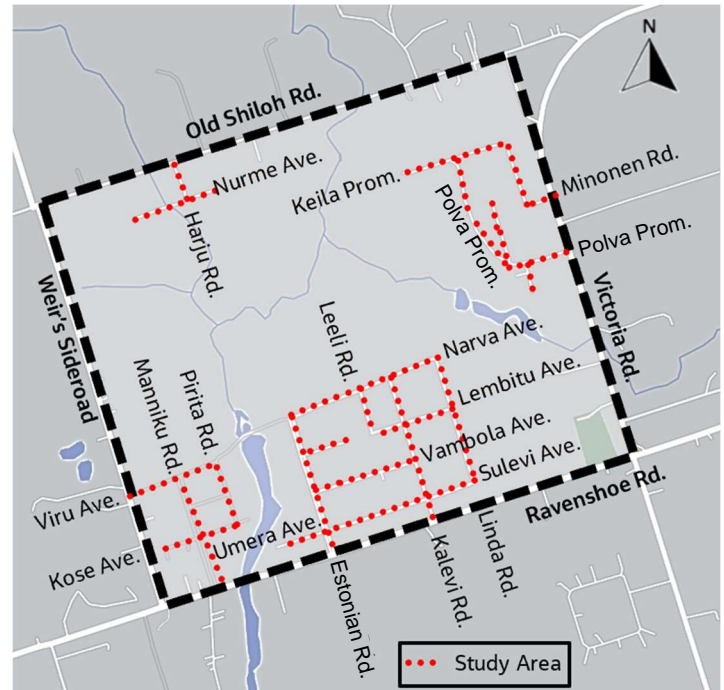 N
Old Shiloh Rd.
Nurme Ave.
Keila Prom.
Minonen Rd.
Polva Prom.
Harju Rd.
Polva Prom.
Weir's Sideroad
Victoria Rd.
Leeli Rd.
Narva Ave.
Manniku Rd.
Pirita Rd.
Lembitu Ave.
Vambola Ave.
Sulevi Ave.
Viru Ave.
Umera Ave.
Ravenshoe Rd.
Kose Ave.
Estonian Rd.
Kalevi Rd.
Linda Rd.
Study Area